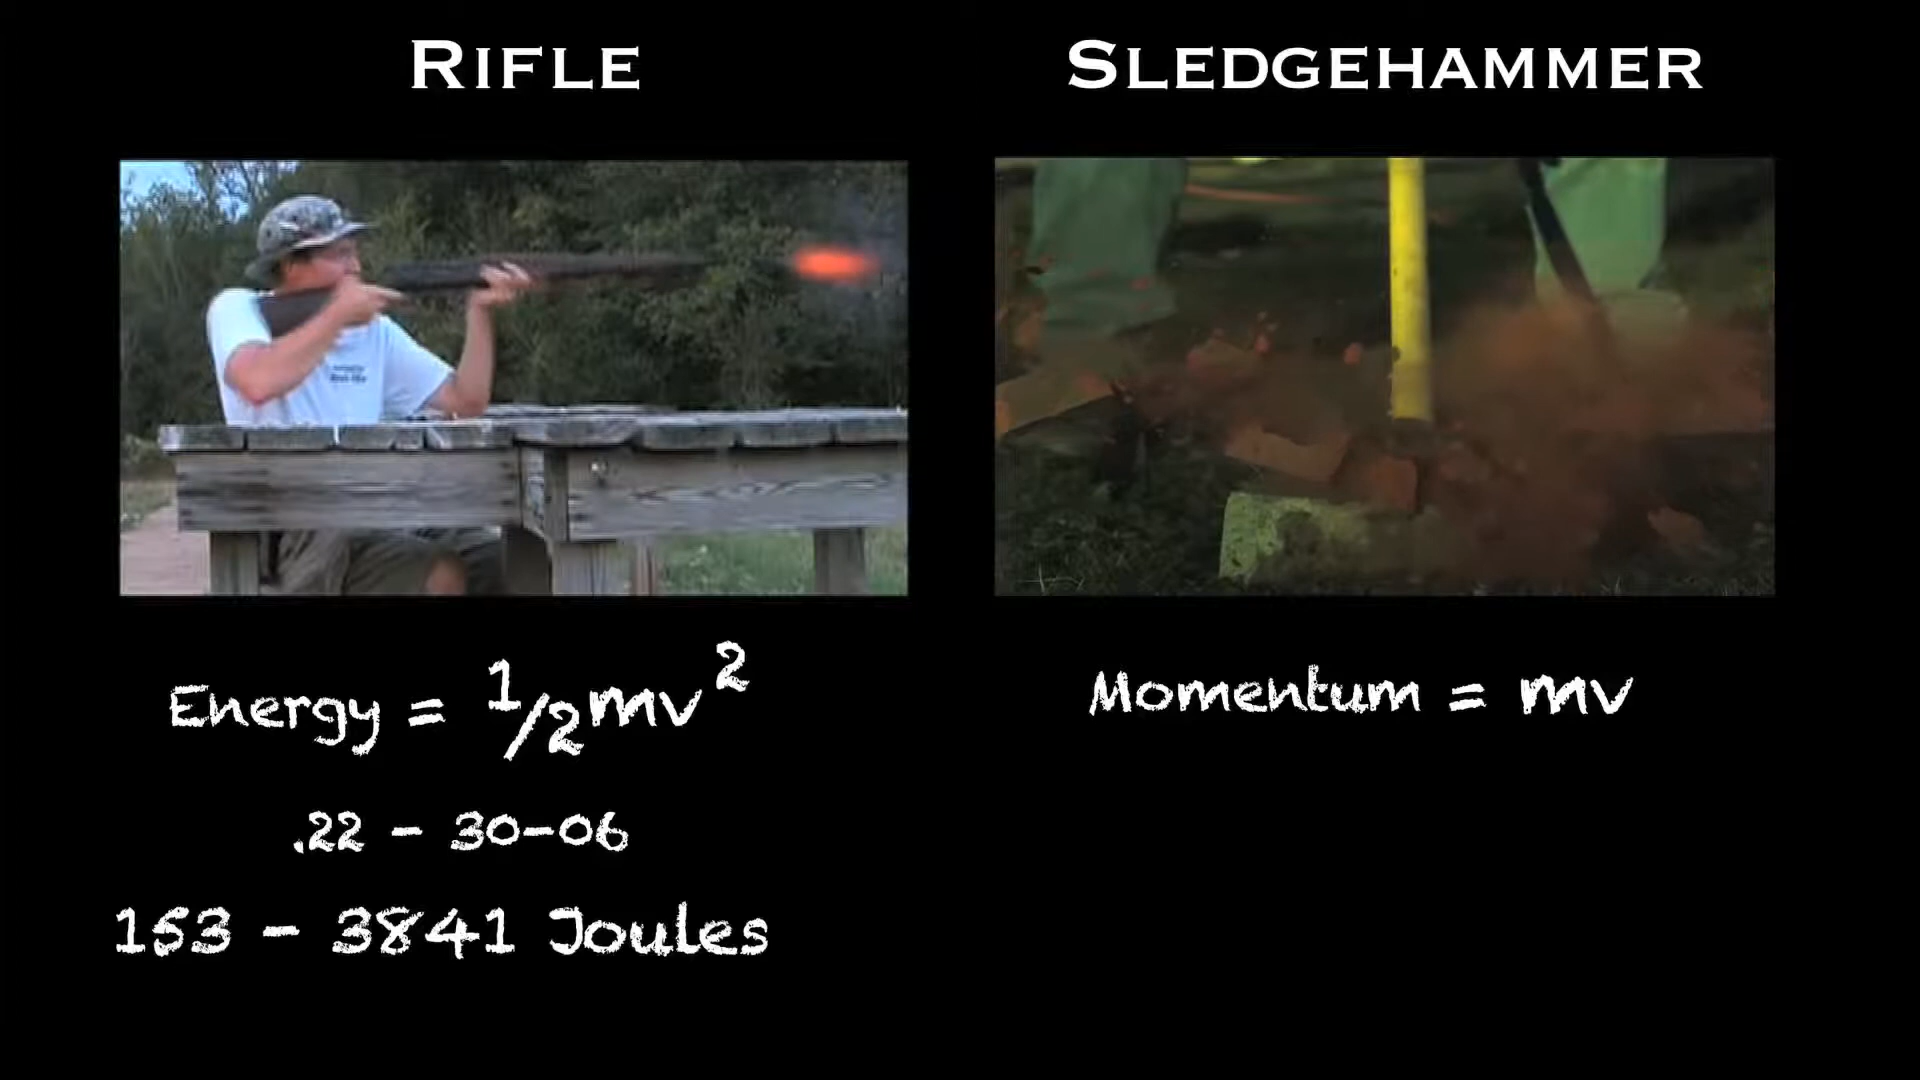 RIFLE
SLEDGEHAMMER
Energy = 1/2mv²
Momentum = mv
.22 - 30-06
153 - 3841 Joules